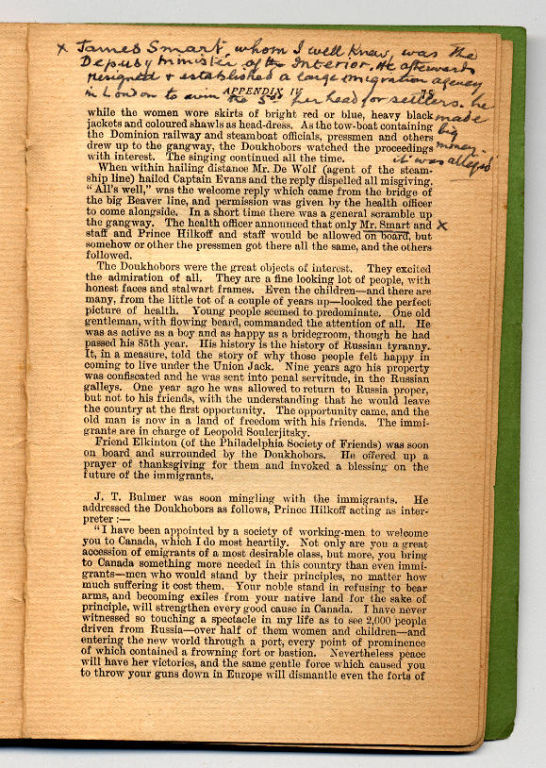 x James Smart, whom I well knew, was the
Deputy Minister of the Interior. He afterwards
resigned + established a large emigration agency
in London to the per head for settlers. he
made
big
money.
it was alleged
APPENDIX IV
while the women wore skirts of bright red or blue, heavy black
jackets and coloured shawls as head-dress. As the tow-boat containing
the Dominion railway and steamboat officials, pressmen and others
drew up to the gangway, the Doukhobors watched the proceedings
with interest. The singing continued all the time.
When within hailing distance Mr. De Wolf (agent of the steam-
ship line) hailed Captain Evans and the reply dispelled all misgiving.
"All's well," was the welcome reply which came from the bridge of
the big Beaver line, and permission was given by the health officer
to come alongside. In a short time there was a general scramble up
the gangway. The health officer announced that only Mr. Smart and x
staff and Prince Hilkoff and staff would be allowed on board, but
somehow or other the pressmen got there all the same, and the others
followed.
The Doukhobors were the great objects of interest. They excited
the admiration of all. They are a fine looking lot of people, with
honest faces and stalwart frames. Even the children—and there are
many, from the little tot of a couple of years up—looked the perfect
picture of health. Young people seemed to predominate. One old
gentleman, with flowing beard, commanded the attention of all. He
was as active as a boy and as happy as a bridegroom, though he had
passed his 85th year. His history is the history of Russian tyranny.
It, in a measure, told the story of why those people felt happy in
coming to live under the Union Jack. Nine years ago his property
was confiscated and he was sent into penal servitude, in the Russian
galleys. One year ago he was allowed to return to Russia proper,
but not to his friends, with the understanding that he would leave
the country at the first opportunity. The opportunity came, and the
old man is now in a land of freedom with his friends. The immi-
grants are in charge of Leopold Soulerjitsky.
Friend Elkinton (of the Philadelphia Society of Friends) was soon
on board and surrounded by the Doukhobors. He offered up a
prayer of thanksgiving for them and invoked a blessing on the
future of the immigrants.
J. T. Bulmer was soon mingling with the immigrants. He
addressed the Doukhobors as follows, Prince Hilkoff acting as inter-
preter :—
"I have been appointed by a society of working-men to welcome
you to Canada, which I do most heartily. Not only are you a great
accession of emigrants of a most desirable class, but more, you bring
to Canada something more needed in this country than even immi-
grants—men who would stand by their principles, no matter how
much suffering it cost them. Your noble stand in refusing to bear
arms, and becoming exiles from your native land for the sake of
principle, will strengthen every good cause in Canada. I have never
witnessed so touching a spectacle in my life as to see 2,000 people
driven from Russia—over half of them women and children—and
entering the new world through a port, every point of prominence
of which contained a frowning fort or bastion. Nevertheless peace
will have her victories, and the same gentle force which caused you
to throw your guns down in Europe will dismantle even the forts of